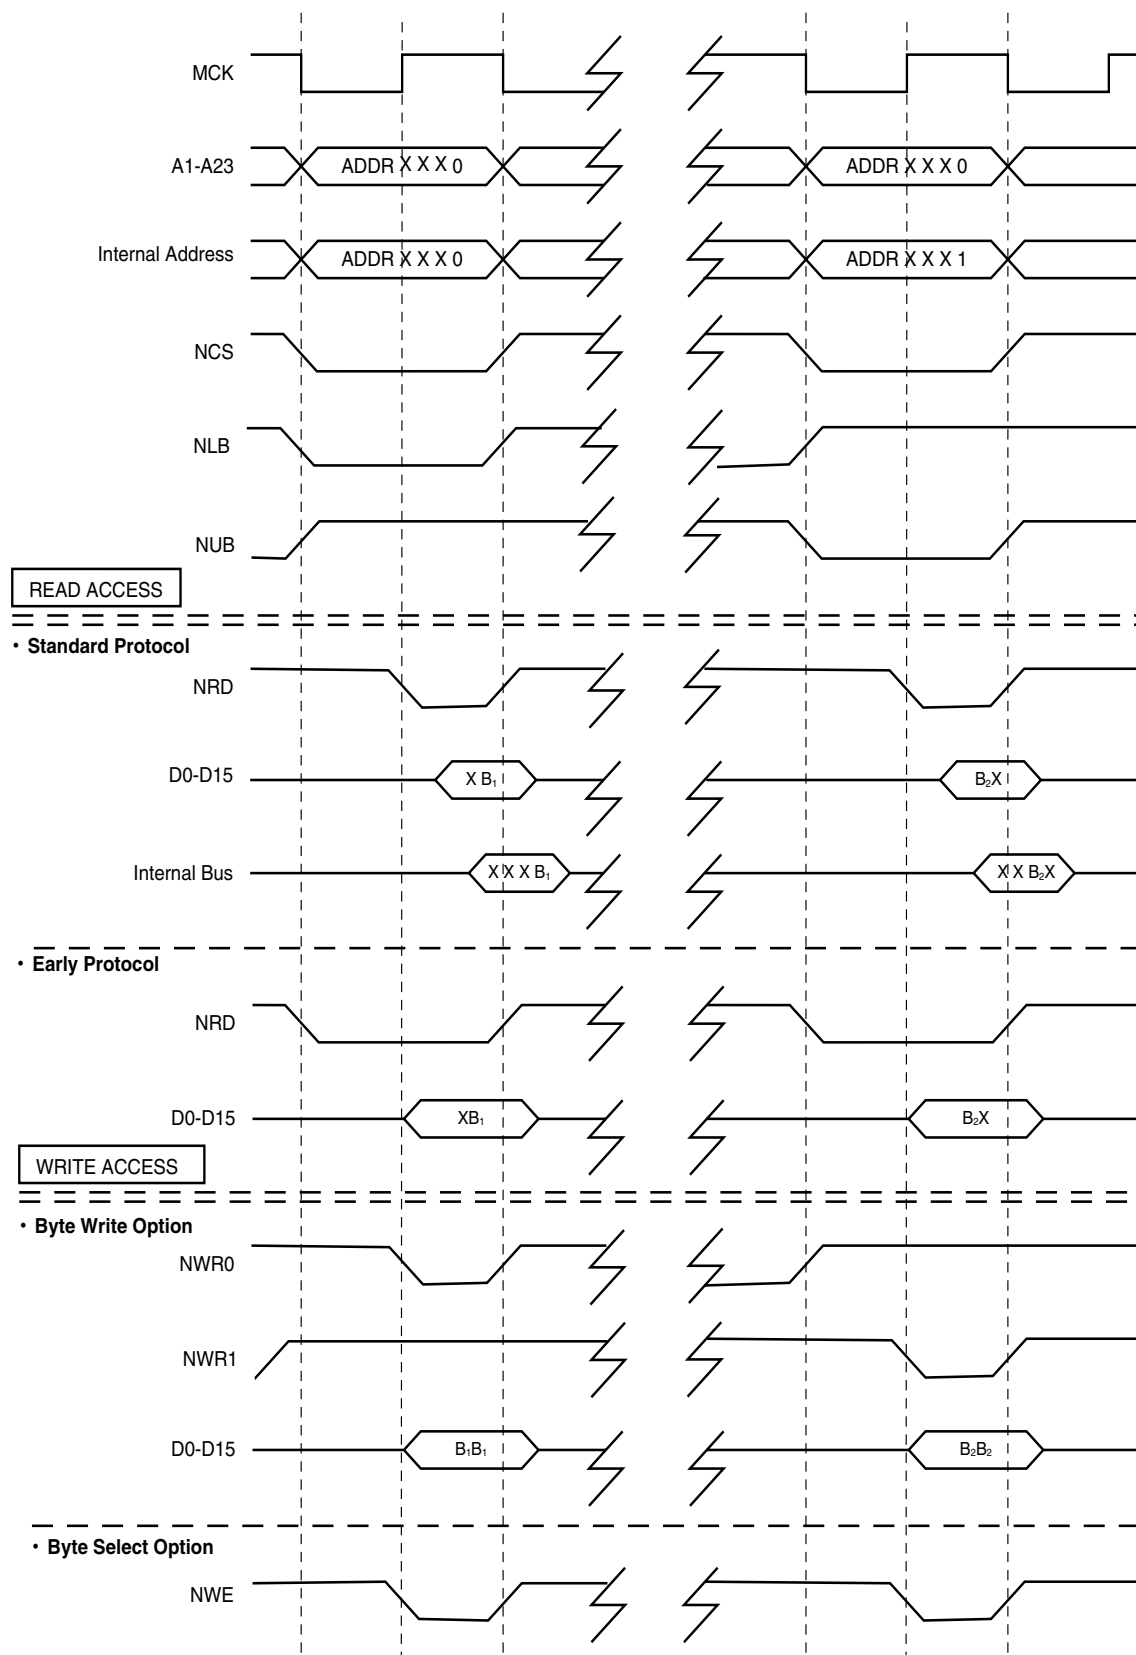 MCK
A1-A23 ADDR X X X 0 ADDR X X X 0
Internal Address ADDR X X X 0 ADDR X X X 1
NCS
NLB
NUB
READ ACCESS
• Standard Protocol
NRD
D0-D15 X B₁ B₂X
Internal Bus X X X B₁ X X B₂X
• Early Protocol
NRD
D0-D15 XB₁ B₂X
WRITE ACCESS
• Byte Write Option
NWR0
NWR1
D0-D15 B₁B₁ B₂B₂
• Byte Select Option
NWE